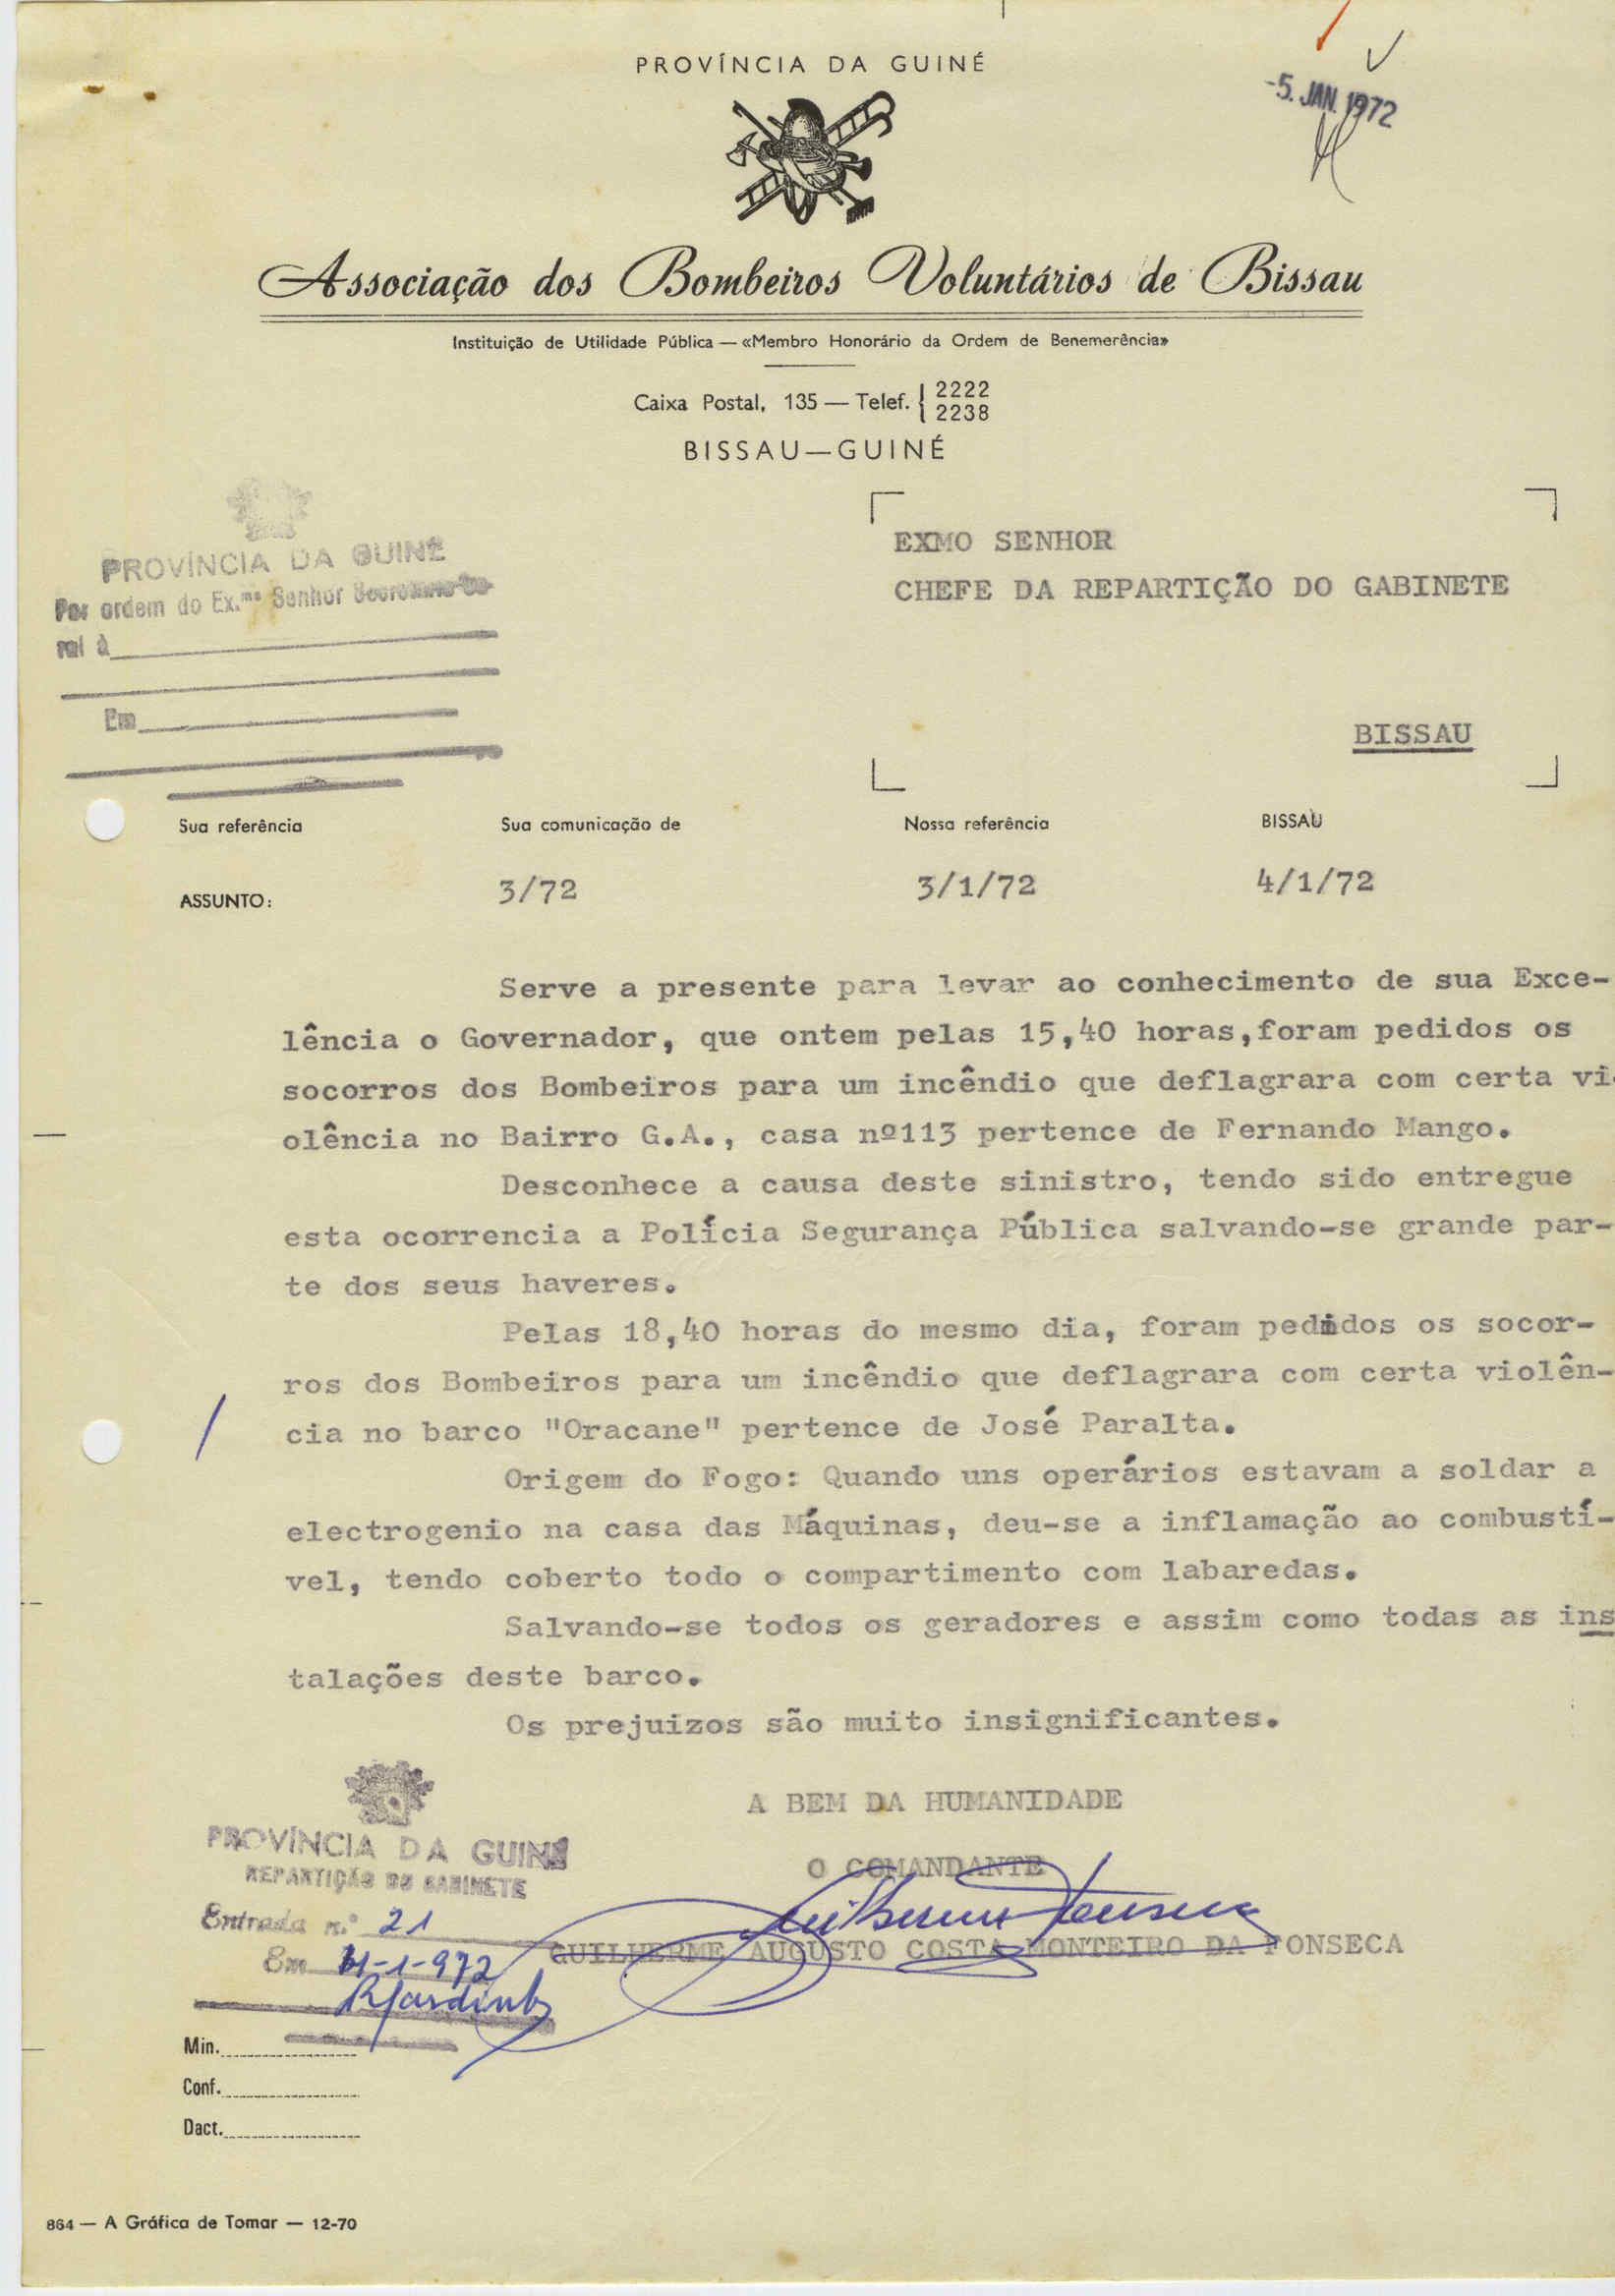 PROVÍNCIA DA GUINÉ
-5. JAN. 1972
Associação dos Bombeiros Voluntários de Bissau
Instituição de Utilidade Pública — «Membro Honorário da Ordem de Benemerência»
Caixa Postal, 135 — Telef. { 2222
2238
BISSAU — GUINÉ
PROVÍNCIA DA GUINÉ
Por ordem do Ex.mo Senhor
ral à
Em
EXMO SENHOR
CHEFE DA REPARTIÇÃO DO GABINETE
BISSAU
Sua referência Sua comunicação de Nossa referência BISSAU
ASSUNTO: 3/72 3/1/72 4/1/72
Serve a presente para levar ao conhecimento de sua Exce-
lência o Governador, que ontem pelas 15,40 horas,foram pedidos os
socorros dos Bombeiros para um incêndio que deflagrara com certa vi-
olência no Bairro G.A., casa nº113 pertence de Fernando Mango.
Desconhece a causa deste sinistro, tendo sido entregue
esta ocorrencia a Polícia Segurança Pública salvando-se grande par-
te dos seus haveres.
Pelas 18,40 horas do mesmo dia, foram pedidos os socor-
ros dos Bombeiros para um incêndio que deflagrara com certa violên-
cia no barco "Oracane" pertence de José Paralta.
Origem do Fogo: Quando uns operários estavam a soldar a
electrogenio na casa das Máquinas, deu-se a inflamação ao combustí-
vel, tendo coberto todo o compartimento com labaredas.
Salvando-se todos os geradores e assim como todas as ins
talações deste barco.
Os prejuizos são muito insignificantes.
A BEM DA HUMANIDADE
O COMANDANTE
Guilherme Fonseca
GUILHERME AUGUSTO COSTA MONTEIRO DA FONSECA
PROVÍNCIA DA GUINÉ
REPARTIÇÃO DO GABINETE
Entrada n.º 21
Em -1-972
Min.
Conf.
Dact.
864 — A Gráfica de Tomar — 12-70